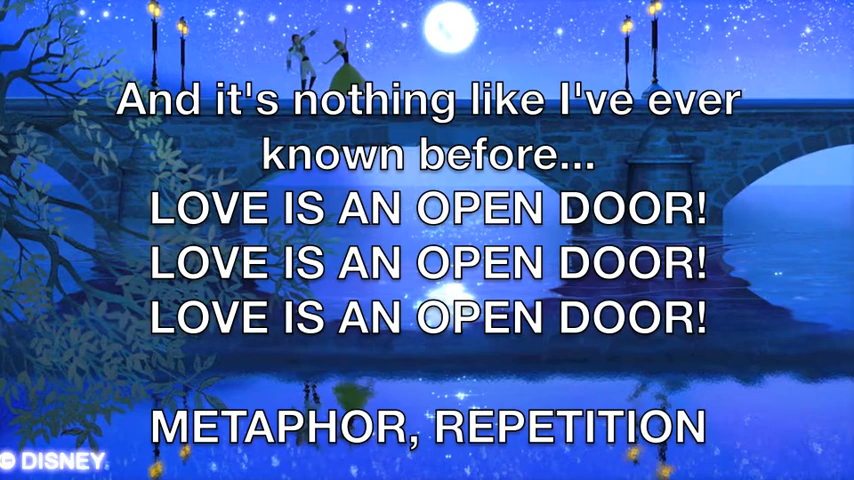 And it's nothing like I've ever
known before...
LOVE IS AN OPEN DOOR!
LOVE IS AN OPEN DOOR!
LOVE IS AN OPEN DOOR!
METAPHOR, REPETITION
© DISNEY